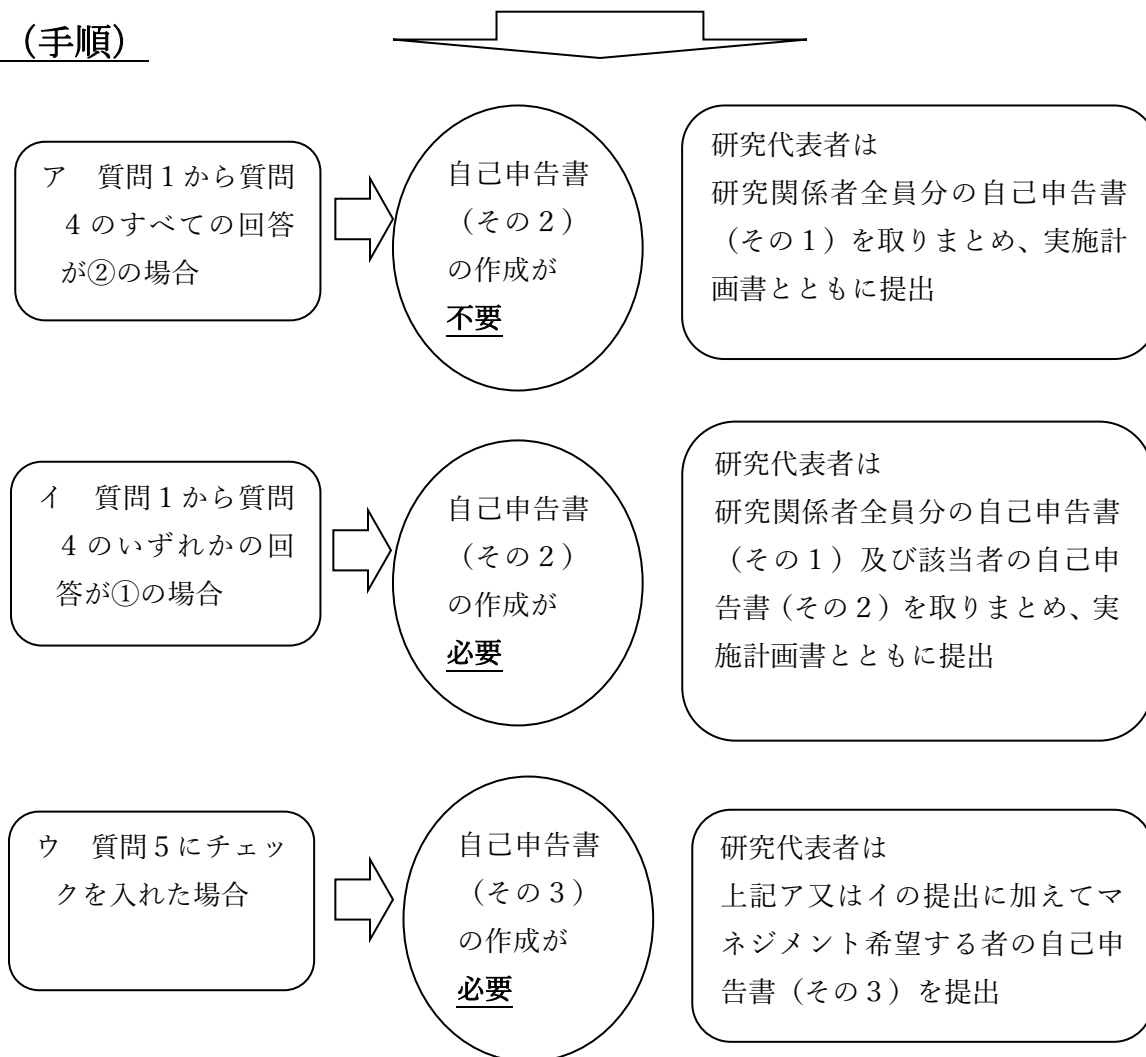 （手順）
ア　質問１から質問
４のすべての回答
が②の場合
自己申告書
（その２）
の作成が
不要
研究代表者は
研究関係者全員分の自己申告書
（その１）を取りまとめ、実施計
画書とともに提出
イ　質問１から質問
４のいずれかの回
答が①の場合
自己申告書
（その２）
の作成が
必要
研究代表者は
研究関係者全員分の自己申告書
（その１）及び該当者の自己申
告書（その２）を取りまとめ、実
施計画書とともに提出
ウ　質問５にチェッ
クを入れた場合
自己申告書
（その３）
の作成が
必要
研究代表者は
上記ア又はイの提出に加えてマ
ネジメント希望する者の自己申
告書（その３）を提出